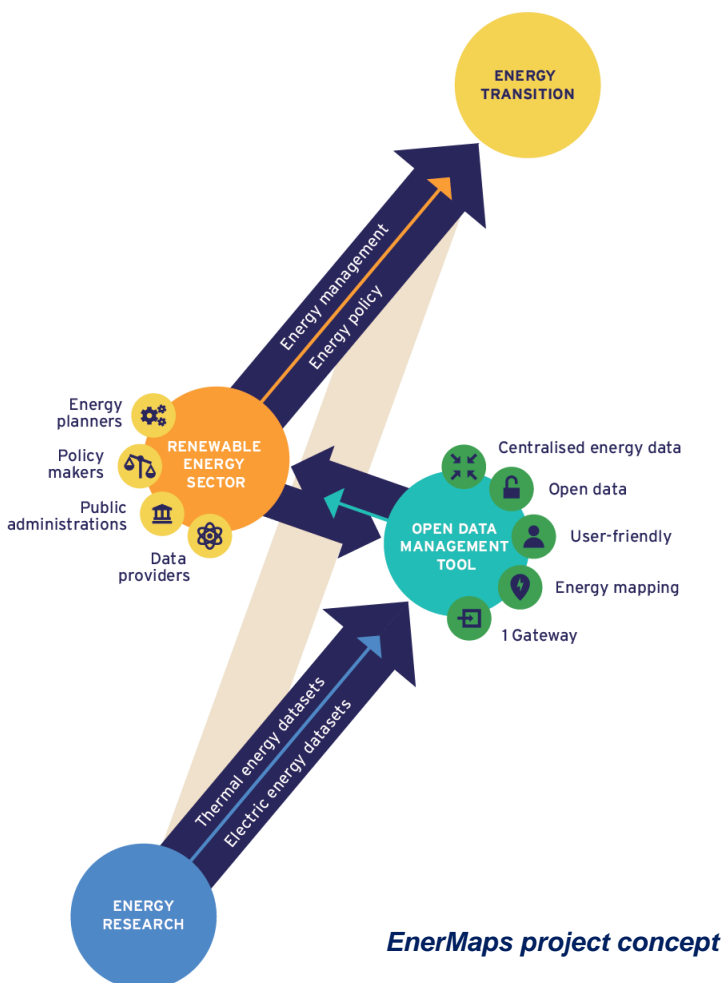 ENERGY
TRANSITION
Energy management
Energy policy
Energy
planners
Policy
makers
Public
administrations
Data
providers
RENEWABLE
ENERGY
SECTOR
Centralised energy data
Open data
User-friendly
Energy mapping
1 Gateway
OPEN DATA
MANAGEMENT
TOOL
Thermal energy datasets
Electric energy datasets
ENERGY
RESEARCH
EnerMaps project concept